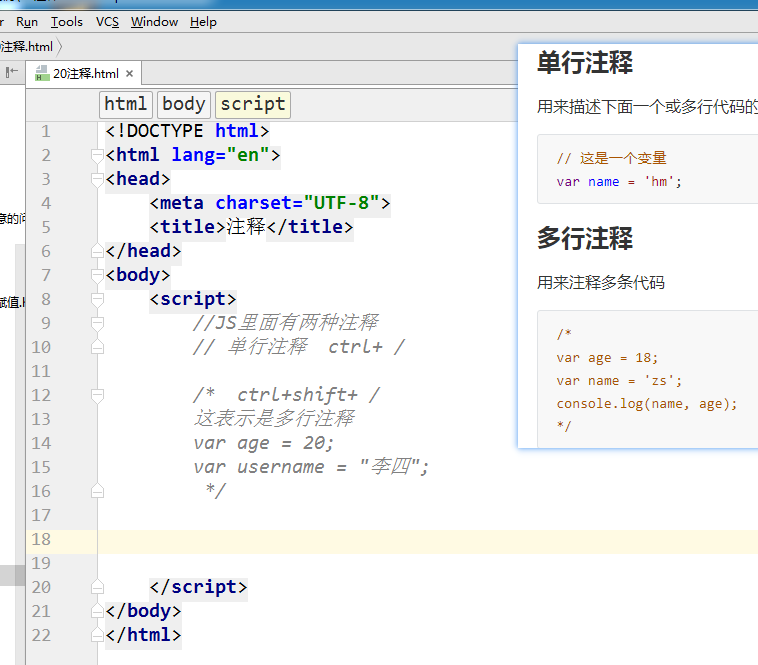 Run Tools VCS Window Help
注释.html
20注释.html
html body script
1 <!DOCTYPE html>
2 <html lang="en">
3 <head>
4 <meta charset="UTF-8">
5 <title>注释</title>
6 </head>
7 <body>
8 <script>
9 //JS里面有两种注释
10 // 单行注释 ctrl+ /
11
12 /* ctrl+shift+ /
13 这表示是多行注释
14 var age = 20;
15 var username = "李四";
16 */
17
18
19
20 </script>
21 </body>
22 </html>
单行注释
用来描述下面一个或多行代码的
// 这是一个变量
var name = 'hm';
多行注释
用来注释多条代码
/*
var age = 18;
var name = 'zs';
console.log(name, age);
*/